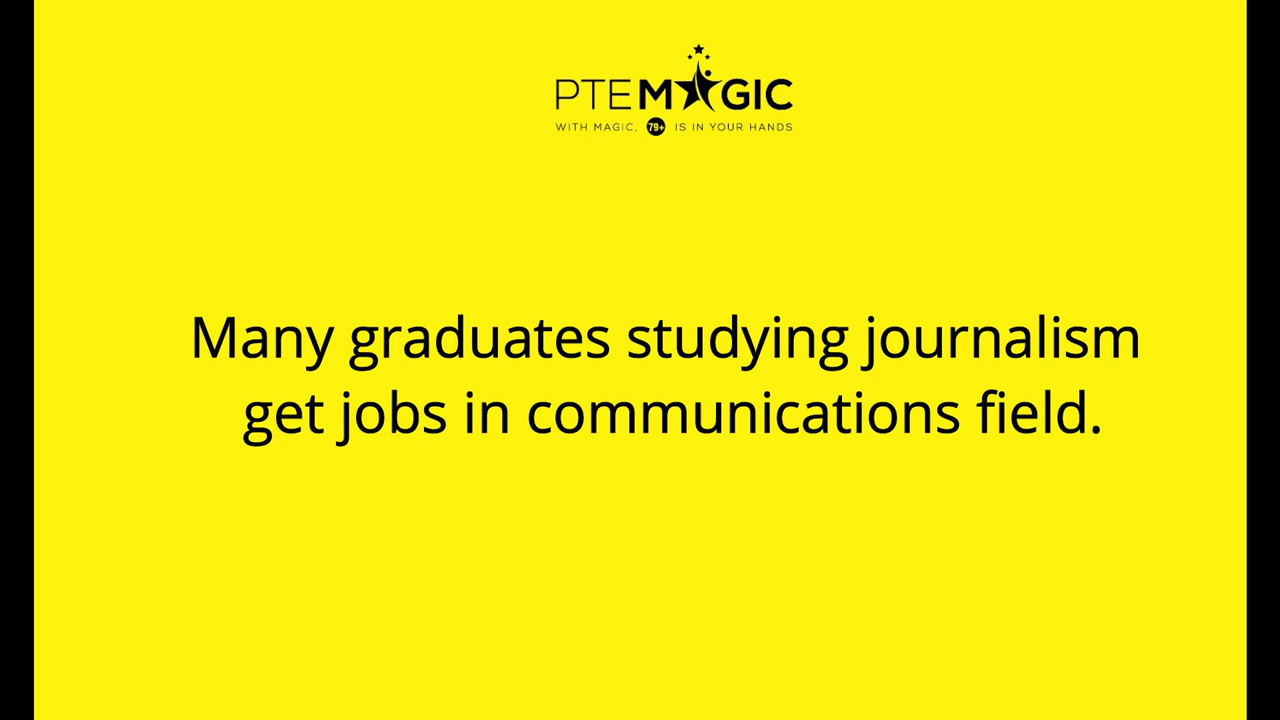 PTEMAGIC
WITH MAGIC, 79+ IS IN YOUR HANDS
Many graduates studying journalism
get jobs in communications field.